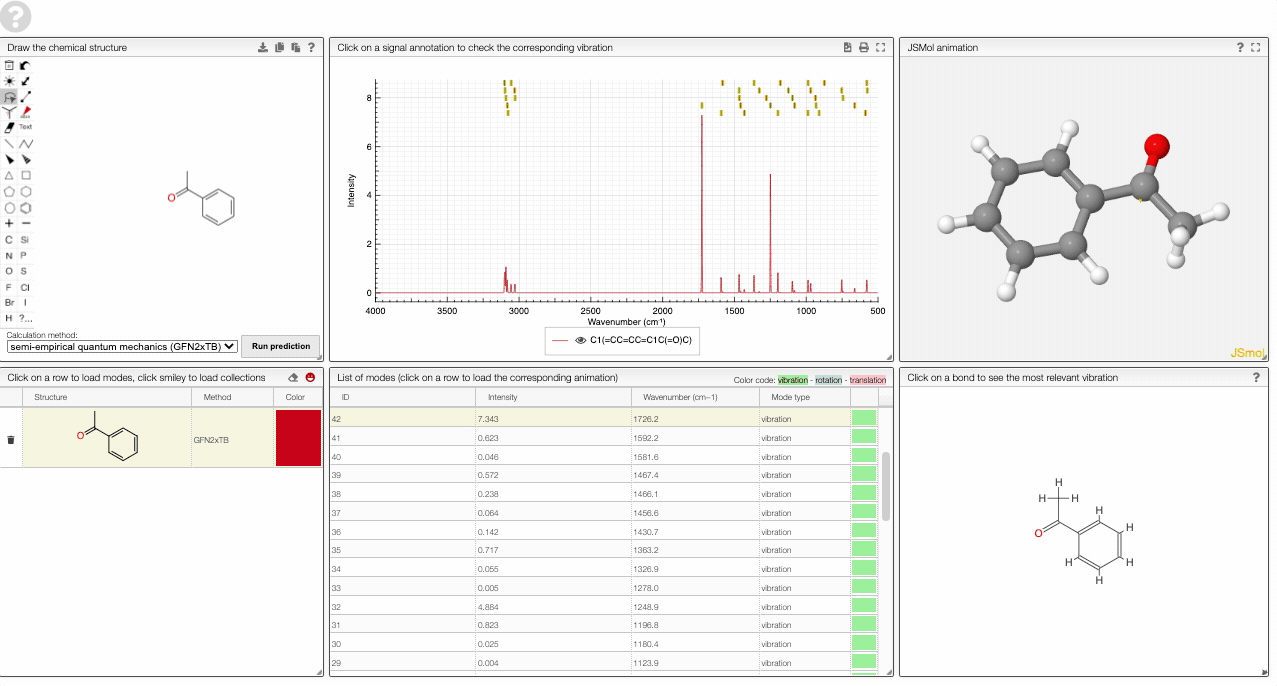 ?
Draw the chemical structure
?
Text
C Si
N P
O S
F Cl
Br I
H ?...
O
Calculation method:
semi-empirical quantum mechanics (GFN2xTB)
Run prediction
Click on a signal annotation to check the corresponding vibration
Intensity
8
6
4
2
0
4000 3500 3000 2500 2000 1500 1000 500
Wavenumber (cm⁻¹)
C1(=CC=CC=C1C(=O)C)
JSMol animation
?
JSmol
Click on a row to load modes, click smiley to load collections
Structure Method Color
O
GFN2xTB
List of modes (click on a row to load the corresponding animation)
Color code: vibration - rotation - translation
ID Intensity Wavenumber (cm−1) Mode type
42 7.343 1726.2 vibration
41 0.623 1592.2 vibration
40 0.046 1581.6 vibration
39 0.572 1467.4 vibration
38 0.238 1466.1 vibration
37 0.064 1456.6 vibration
36 0.142 1430.7 vibration
35 0.717 1363.2 vibration
34 0.055 1326.9 vibration
33 0.005 1278.0 vibration
32 4.884 1248.9 vibration
31 0.823 1196.8 vibration
30 0.025 1180.4 vibration
29 0.004 1123.9 vibration
Click on a bond to see the most relevant vibration
?
H
H H
H
O H
H H
H